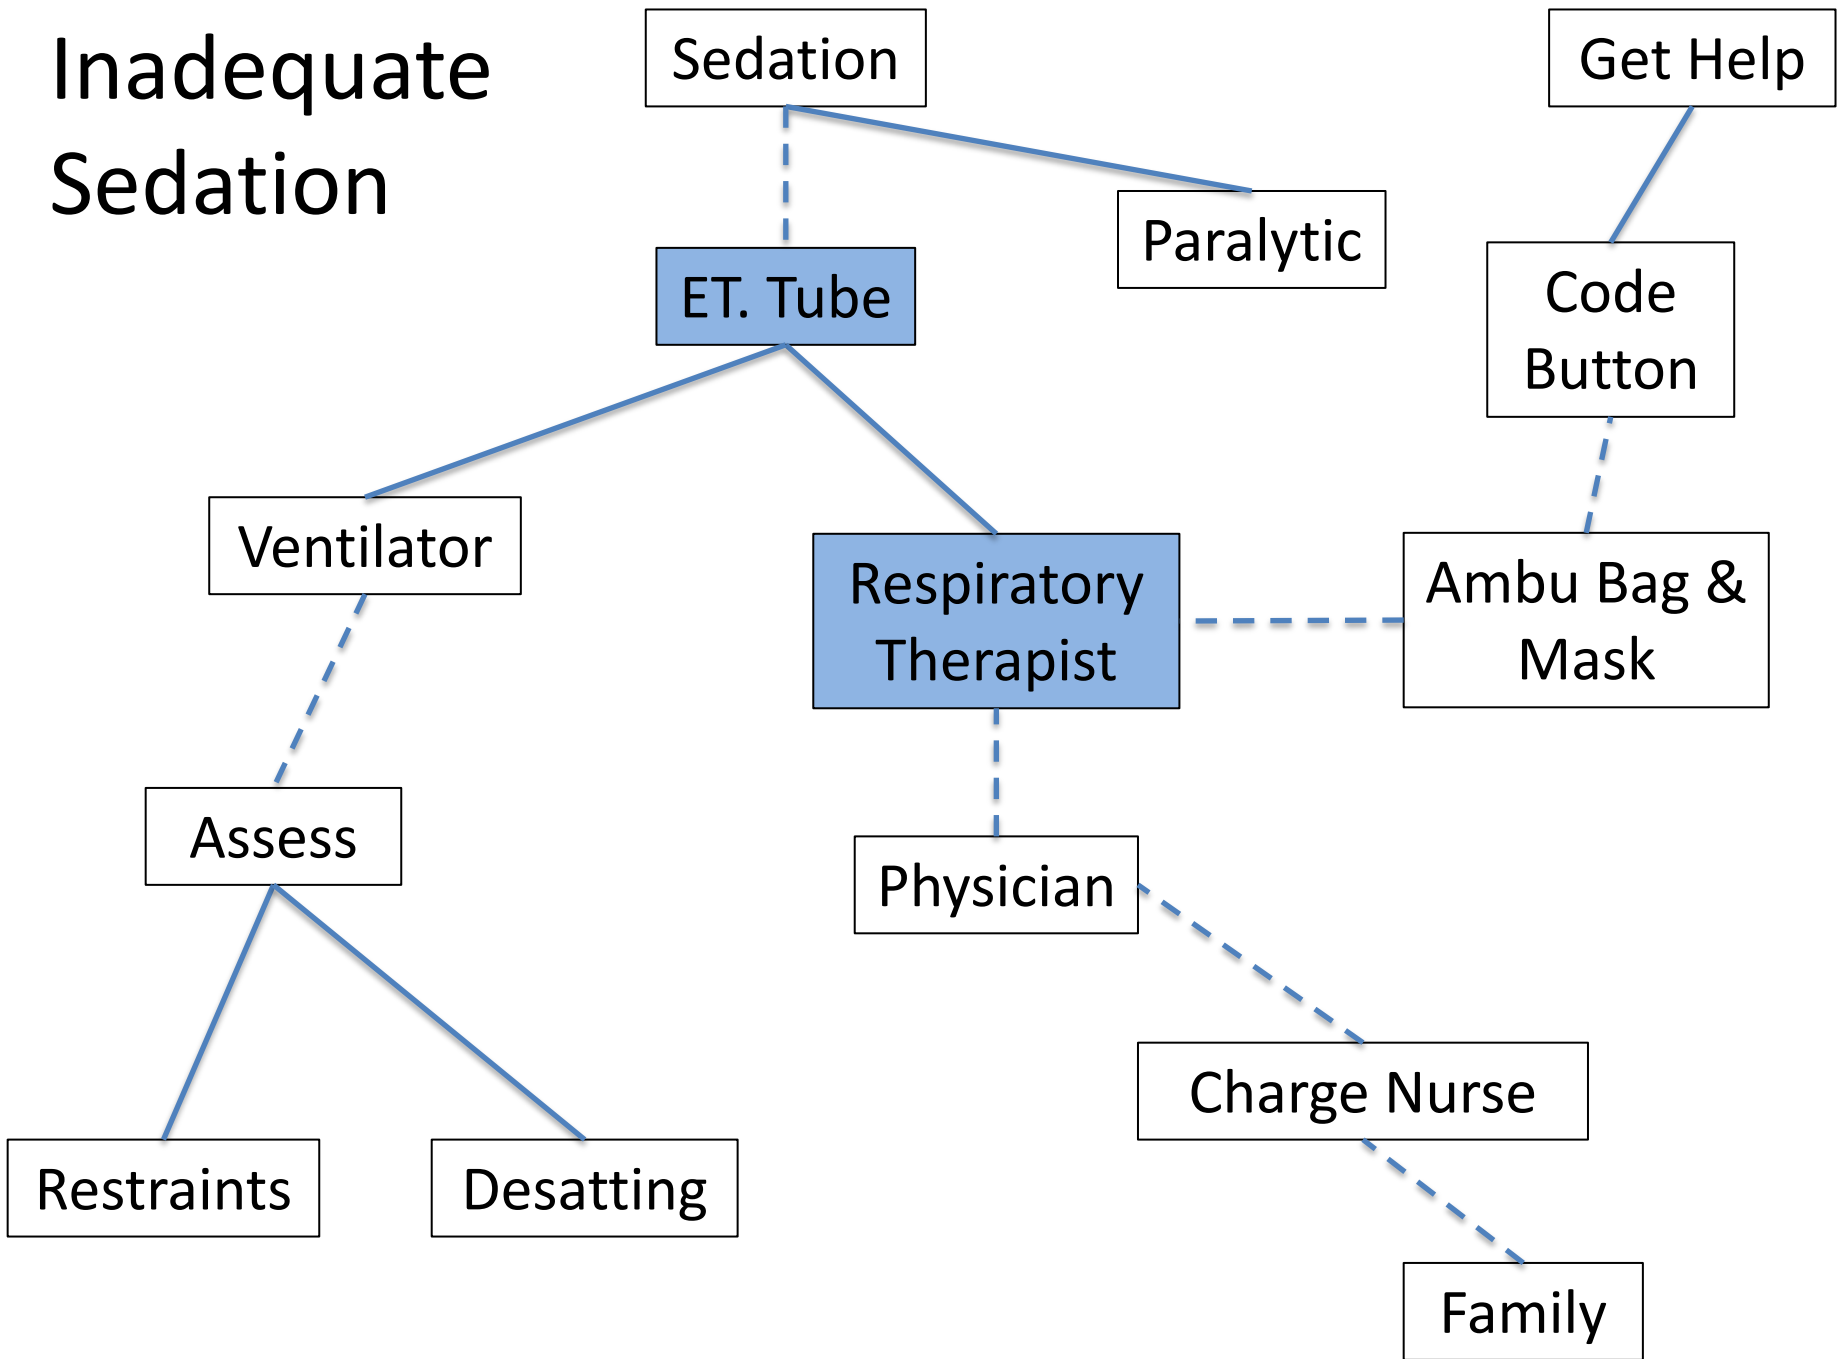 Inadequate
Sedation
Sedation
Get Help
Paralytic
ET. Tube
Code
Button
Ventilator
Respiratory
Therapist
Ambu Bag &
Mask
Assess
Physician
Charge Nurse
Restraints
Desatting
Family